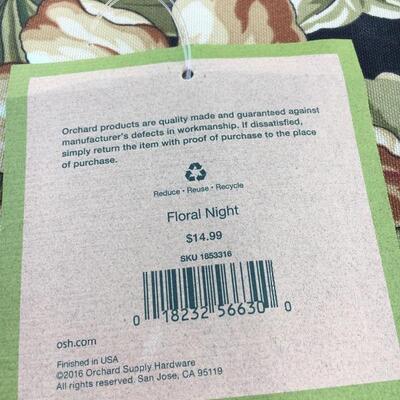 Orchard products are quality made and guaranteed against
manufacturer's defects in workmanship. If dissatisfied,
simply return the item with proof of purchase to the place
of purchase.
Reduce • Reuse • Recycle
Floral Night
$14.99
SKU 1853316
0 18232 56630 0
osh.com
Finished in USA
©2016 Orchard Supply Hardware
All rights reserved. San Jose, CA 95119